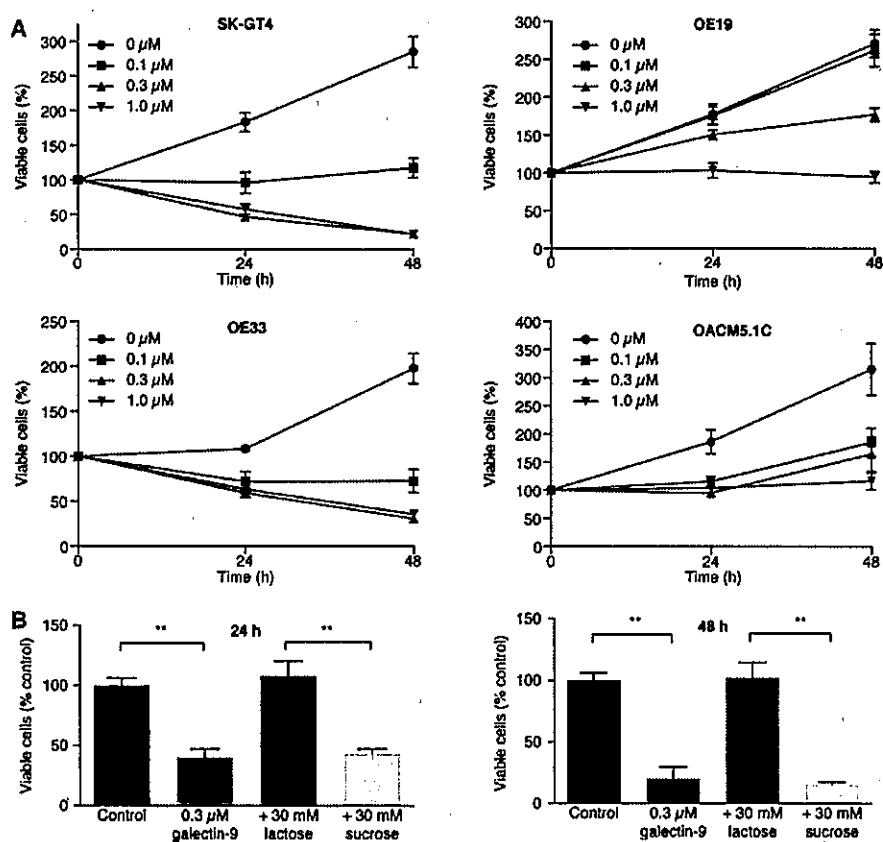 A
SK-GT4
0 µM
0.1 µM
0.3 µM
1.0 µM
Viable cells (%)
300
250
200
150
100
50
0
0 24 48
Time (h)
OE19
0 µM
0.1 µM
0.3 µM
1.0 µM
Viable cells (%)
300
250
200
150
100
50
0
0 24 48
Time (h)
OE33
0 µM
0.1 µM
0.3 µM
1.0 µM
Viable cells (%)
250
200
150
100
50
0
0 24 48
Time (h)
OACM5.1C
0 µM
0.1 µM
0.3 µM
1.0 µM
Viable cells (%)
400
350
300
250
200
150
100
50
0
0 24 48
Time (h)
B
24 h
** **
Viable cells (% control)
150
100
50
0
Control 0.3 µM + 30 mM + 30 mM
galectin-9 lactose sucrose
48 h
** **
Viable cells (% control)
150
100
50
0
Control 0.3 µM + 30 mM + 30 mM
galectin-9 lactose sucrose